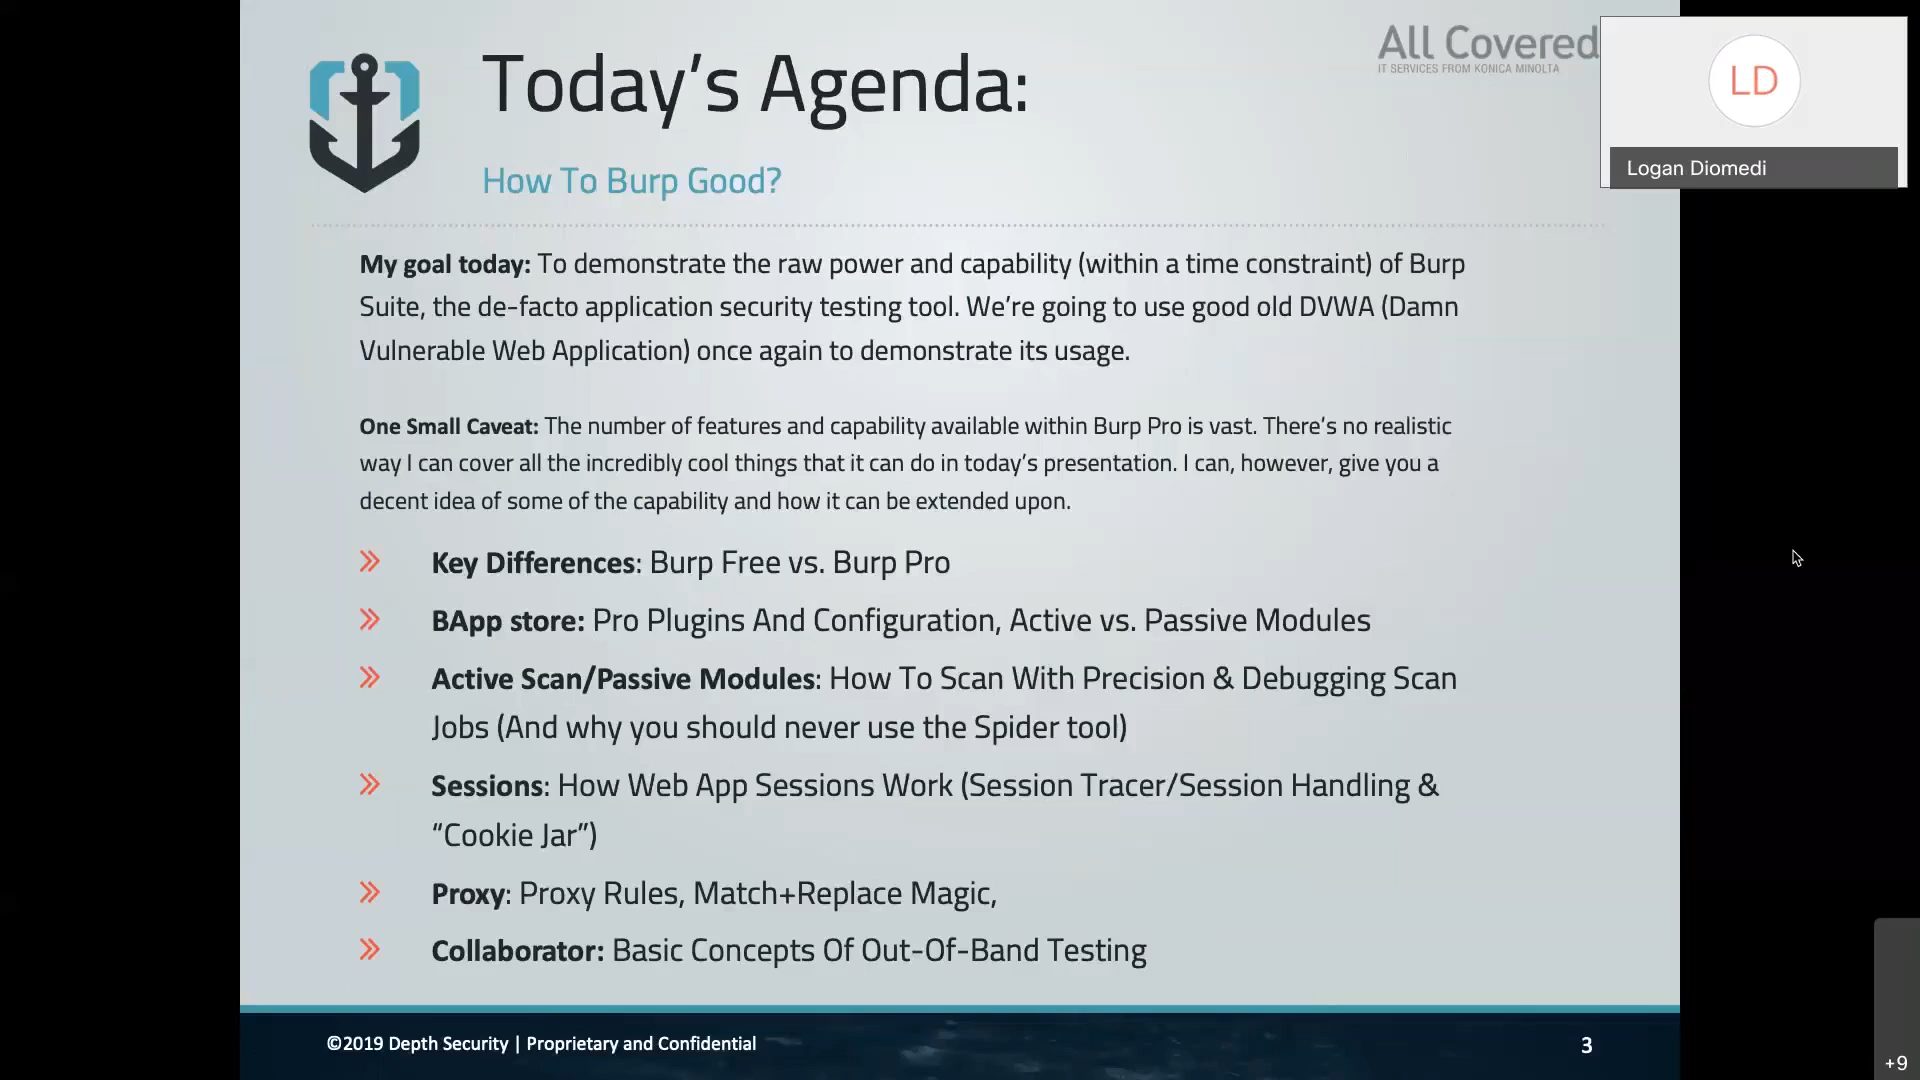 All Covered
IT SERVICES FROM KONICA MINOLTA
LD
Logan Diomedi
Today’s Agenda:
How To Burp Good?
My goal today: To demonstrate the raw power and capability (within a time constraint) of Burp
Suite, the de-facto application security testing tool. We’re going to use good old DVWA (Damn
Vulnerable Web Application) once again to demonstrate its usage.
One Small Caveat: The number of features and capability available within Burp Pro is vast. There’s no realistic
way I can cover all the incredibly cool things that it can do in today’s presentation. I can, however, give you a
decent idea of some of the capability and how it can be extended upon.
Key Differences: Burp Free vs. Burp Pro
BApp store: Pro Plugins And Configuration, Active vs. Passive Modules
Active Scan/Passive Modules: How To Scan With Precision & Debugging Scan
Jobs (And why you should never use the Spider tool)
Sessions: How Web App Sessions Work (Session Tracer/Session Handling &
“Cookie Jar”)
Proxy: Proxy Rules, Match+Replace Magic,
Collaborator: Basic Concepts Of Out-Of-Band Testing
©2019 Depth Security | Proprietary and Confidential
3
+9